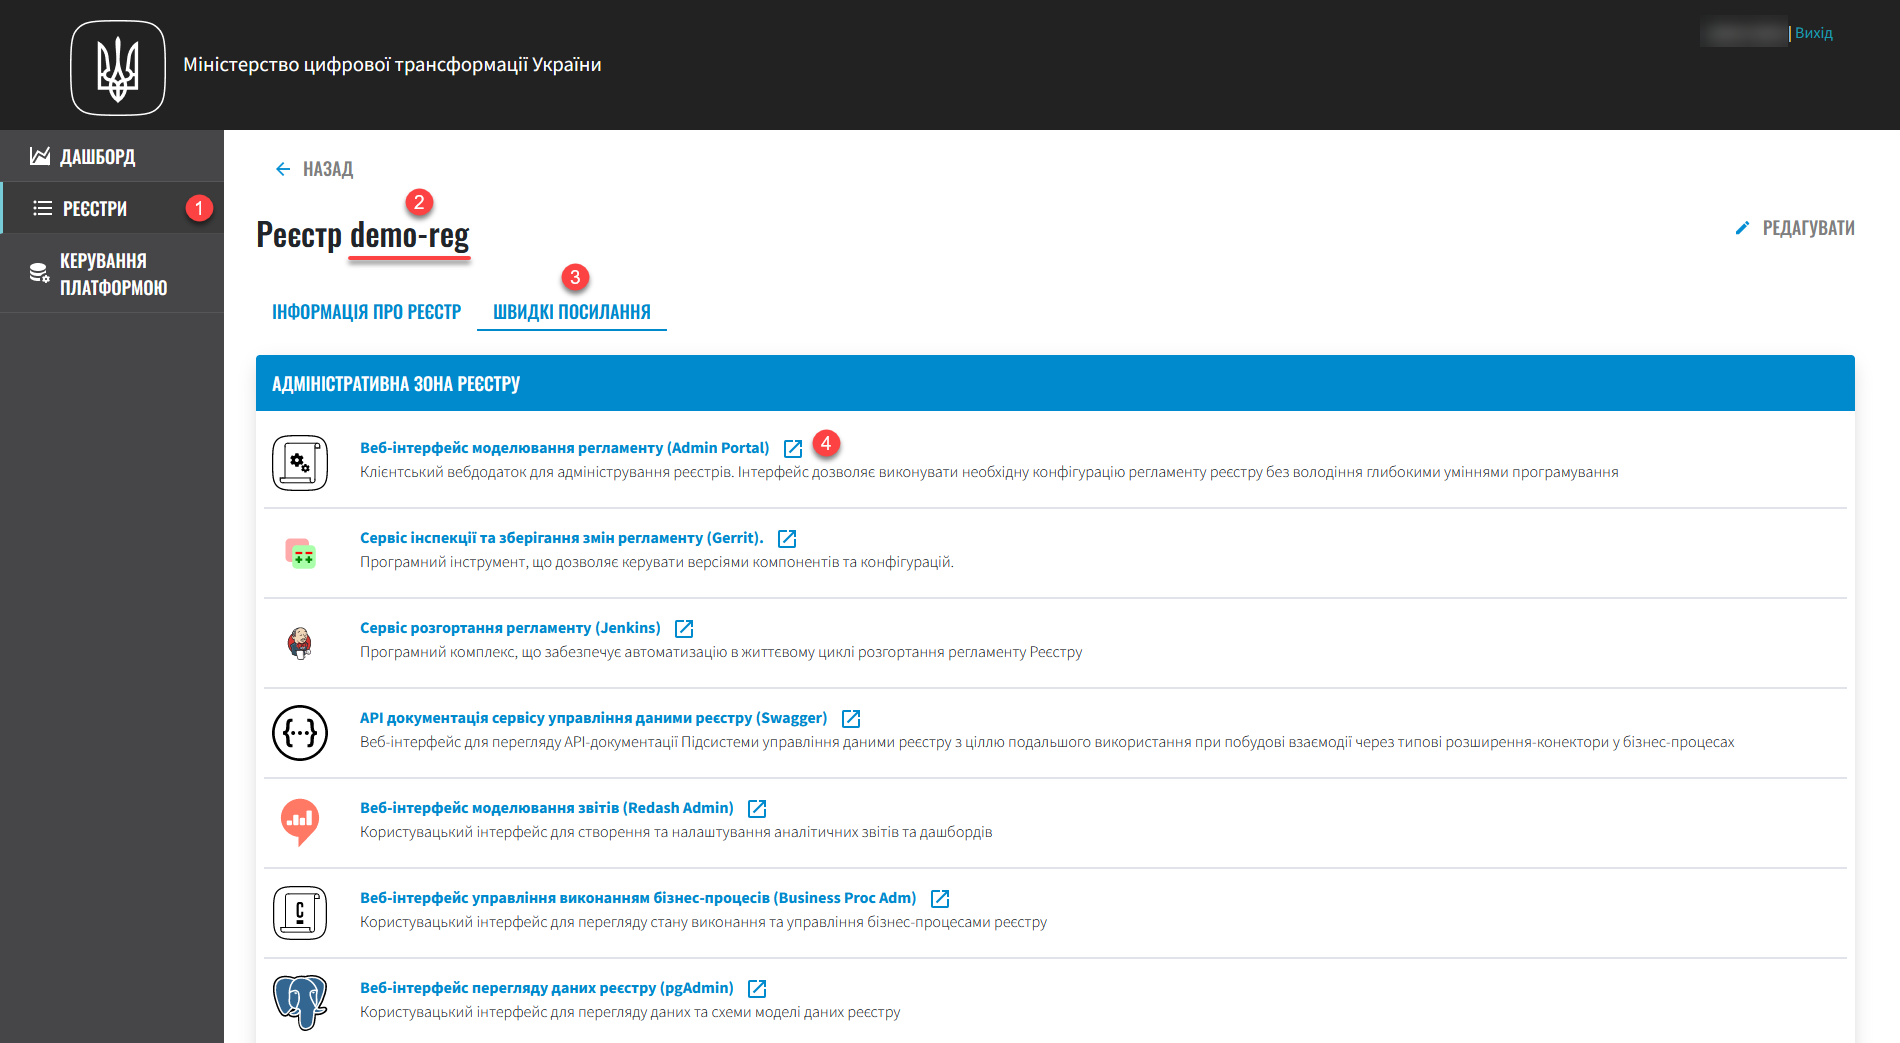 Міністерство цифрової трансформації України
| Вихід
ДАШБОРД
РЕЄСТРИ
1
КЕРУВАННЯ
ПЛАТФОРМОЮ
НАЗАД
2
Реєстр demo-reg
РЕДАГУВАТИ
3
ІНФОРМАЦІЯ ПРО РЕЄСТР
ШВИДКІ ПОСИЛАННЯ
АДМІНІСТРАТИВНА ЗОНА РЕЄСТРУ
Веб-інтерфейс моделювання регламенту (Admin Portal)
4
Клієнтський вебдодаток для адміністрування реєстрів. Інтерфейс дозволяє виконувати необхідну конфігурацію регламенту реєстру без володіння глибокими уміннями програмування
Сервіс інспекції та зберігання змін регламенту (Gerrit).
Програмний інструмент, що дозволяє керувати версіями компонентів та конфігурацій.
Сервіс розгортання регламенту (Jenkins)
Програмний комплекс, що забезпечує автоматизацію в життєвому циклі розгортання регламенту Реєстру
{···}
API документація сервісу управління даними реєстру (Swagger)
Веб-інтерфейс для перегляду API-документації Підсистеми управління даними реєстру з ціллю подальшого використання при побудові взаємодії через типові розширення-конектори у бізнес-процесах
Веб-інтерфейс моделювання звітів (Redash Admin)
Користувацький інтерфейс для створення та налаштування аналітичних звітів та дашбордів
C
Веб-інтерфейс управління виконанням бізнес-процесів (Business Proc Adm)
Користувацький інтерфейс для перегляду стану виконання та управління бізнес-процесами реєстру
Веб-інтерфейс перегляду даних реєстру (pgAdmin)
Користувацький інтерфейс для перегляду даних та схеми моделі даних реєстру